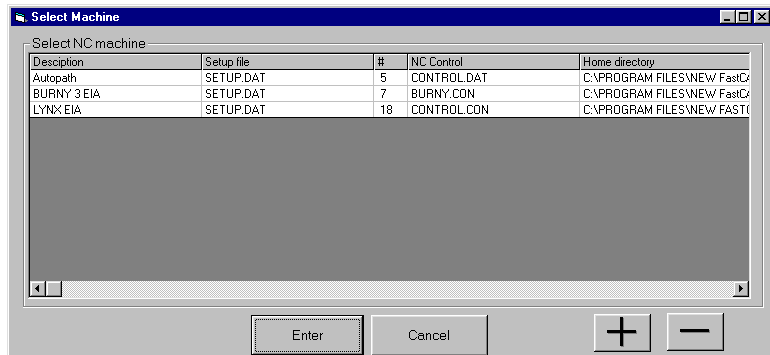 Select Machine
Select NC machine
Desciption Setup file # NC Control Home directory
Autopath SETUP.DAT 5 CONTROL.DAT C:\PROGRAM FILES\NEW FastCA
BURNY 3 EIA SETUP.DAT 7 BURNY.CON C:\PROGRAM FILES\NEW FastCA
LYNX EIA SETUP.DAT 18 CONTROL.CON C:\PROGRAM FILES\NEW FAST
Enter Cancel + −